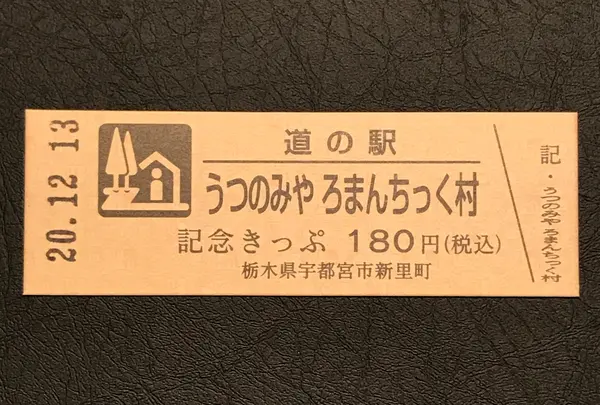 20.12 13
道の駅
うつのみや ろまんちっく村
記念きっぷ 180円(税込)
栃木県宇都宮市新里町
記・うつのみや ろまんちっく村